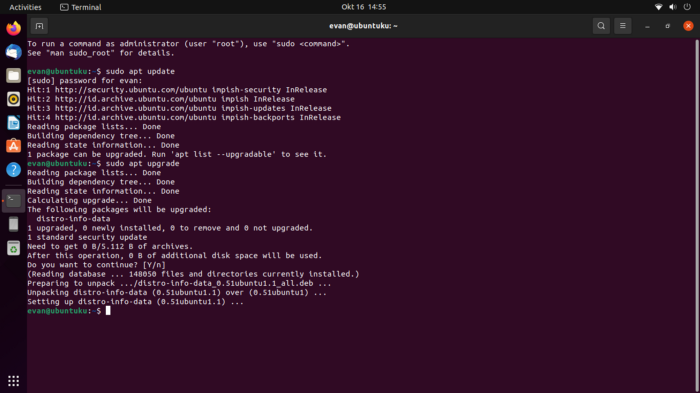 Activities
Terminal
Okt 16 14:55
evan@ubuntuku: ~
To run a command as administrator (user "root"), use "sudo <command>".
See "man sudo_root" for details.
evan@ubuntuku:~$ sudo apt update
[sudo] password for evan:
Hit:1 http://security.ubuntu.com/ubuntu impish-security InRelease
Hit:2 http://id.archive.ubuntu.com/ubuntu impish InRelease
Hit:3 http://id.archive.ubuntu.com/ubuntu impish-updates InRelease
Hit:4 http://id.archive.ubuntu.com/ubuntu impish-backports InRelease
Reading package lists... Done
Building dependency tree... Done
Reading state information... Done
1 package can be upgraded. Run 'apt list --upgradable' to see it.
evan@ubuntuku:~$ sudo apt upgrade
Reading package lists... Done
Building dependency tree... Done
Reading state information... Done
Calculating upgrade... Done
The following packages will be upgraded:
distro-info-data
1 upgraded, 0 newly installed, 0 to remove and 0 not upgraded.
1 standard security update
Need to get 0 B/5.112 B of archives.
After this operation, 0 B of additional disk space will be used.
Do you want to continue? [Y/n]
(Reading database ... 148050 files and directories currently installed.)
Preparing to unpack .../distro-info-data_0.51ubuntu1.1_all.deb ...
Unpacking distro-info-data (0.51ubuntu1.1) over (0.51ubuntu1) ...
Setting up distro-info-data (0.51ubuntu1.1) ...
evan@ubuntuku:~$